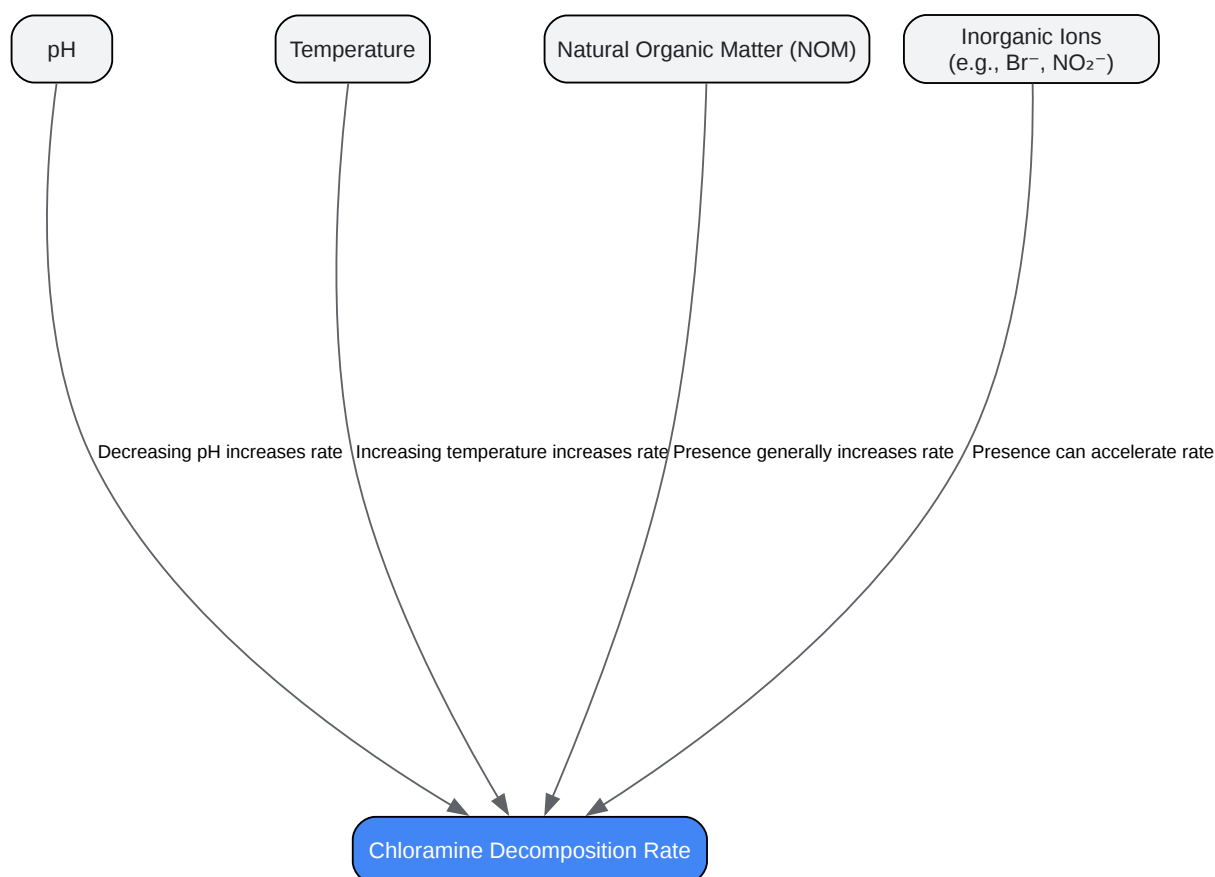 pH
Temperature
Natural Organic Matter (NOM)
Inorganic Ions
(e.g., Br⁻, NO₂⁻)
Decreasing pH increases rate
Increasing temperature increases rate
Presence generally increases rate
Presence can accelerate rate
Chloramine Decomposition Rate